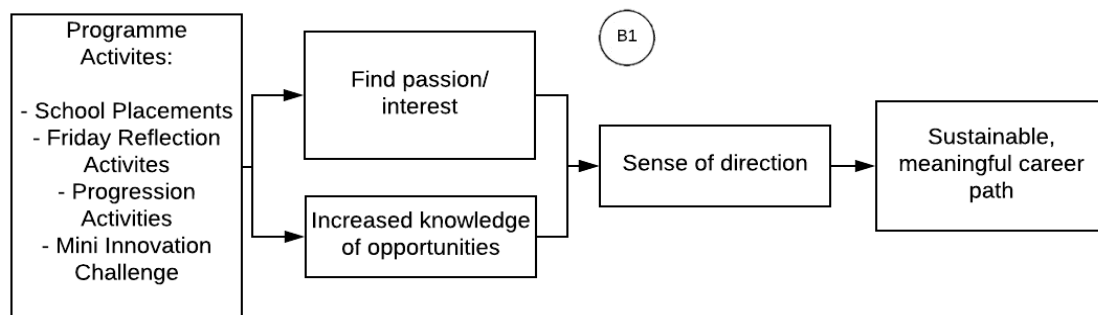 Programme
Activites:
- School Placements
- Friday Reflection
Activites
- Progression
Activities
- Mini Innovation
Challenge
Find passion/
interest
Increased knowledge
of opportunities
B1
Sense of direction
Sustainable,
meaningful career
path